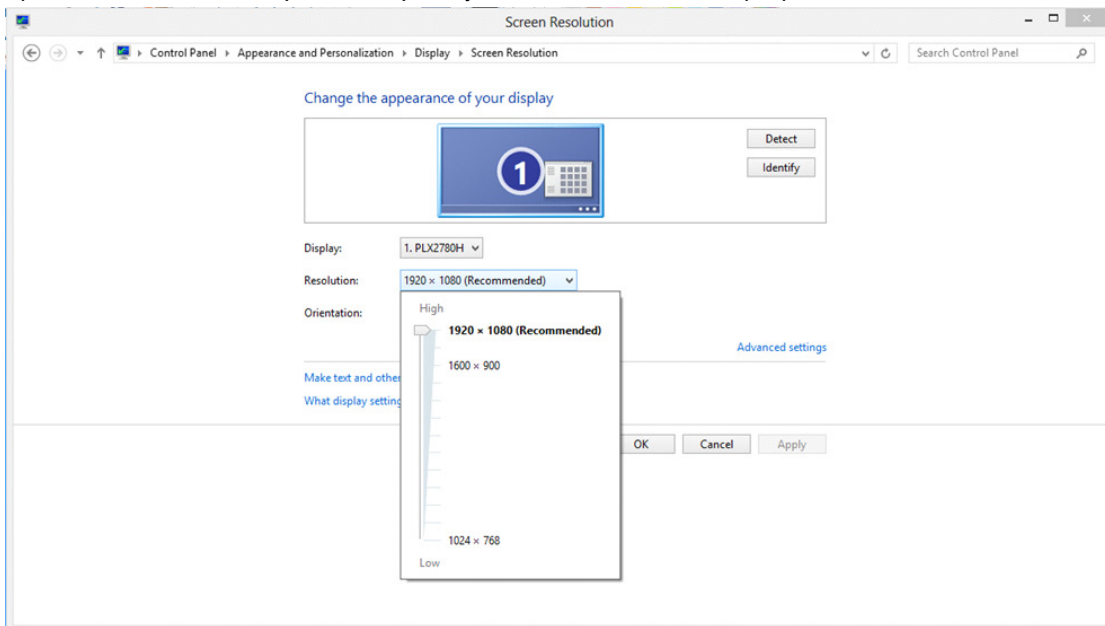 Screen Resolution
Control Panel ▸ Appearance and Personalization ▸ Display ▸ Screen Resolution
Search Control Panel
Change the appearance of your display
1
Detect
Identify
Display: 1. PLX2780H
Resolution: 1920 × 1080 (Recommended)
Orientation:
High
1920 × 1080 (Recommended)
Advanced settings
1600 × 900
Make text and other
What display setting
OK Cancel Apply
1024 × 768
Low